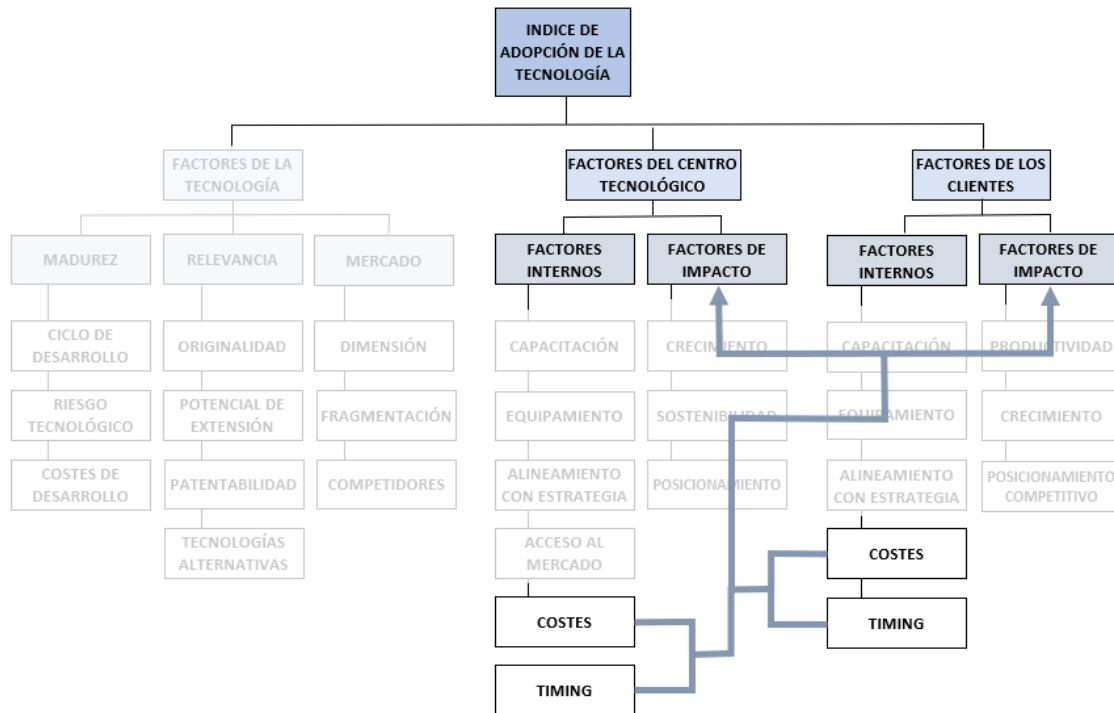 INDICE DE
ADOPCIÓN DE LA
TECNOLOGÍA
FACTORES DE LA
TECNOLOGÍA
FACTORES DEL CENTRO
TECNOLÓGICO
FACTORES DE LOS
CLIENTES
MADUREZ
RELEVANCIA
MERCADO
FACTORES
INTERNOS
FACTORES DE
IMPACTO
FACTORES
INTERNOS
FACTORES DE
IMPACTO
CICLO DE
DESARROLLO
ORIGINALIDAD
DIMENSIÓN
CAPACITACIÓN
CRECIMIENTO
CAPACITACIÓN
PRODUCTIVIDAD
RIESGO
TECNOLÓGICO
POTENCIAL DE
EXTENSIÓN
FRAGMENTACIÓN
EQUIPAMIENTO
SOSTENIBILIDAD
EQUIPAMIENTO
CRECIMIENTO
COSTES DE
DESARROLLO
PATENTABILIDAD
COMPETIDORES
ALINEAMIENTO
CON ESTRATEGIA
POSICIONAMIENTO
ALINEAMIENTO
CON ESTRATEGIA
POSICIONAMIENTO
COMPETITIVO
TECNOLOGÍAS
ALTERNATIVAS
ACCESO AL
MERCADO
COSTES
COSTES
TIMING
TIMING